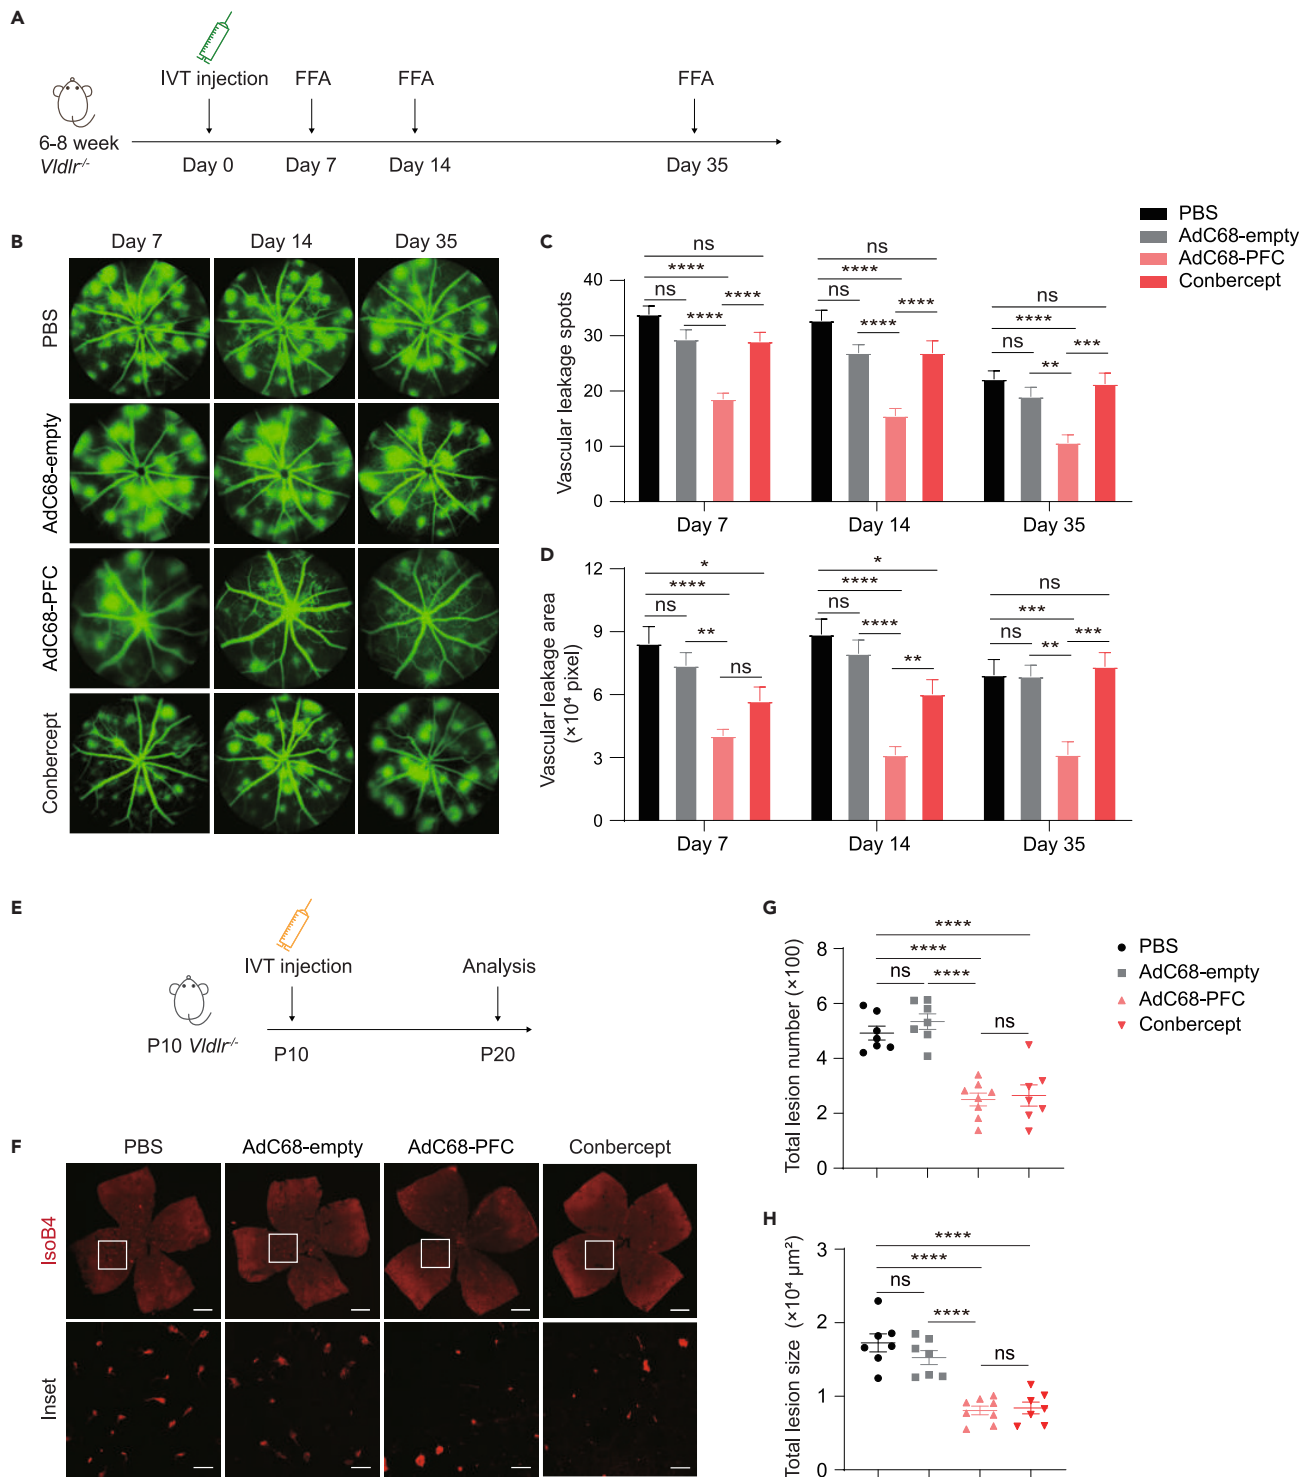 A
IVT injection
FFA
FFA
FFA
6-8 week
Vldlr-/-
Day 0
Day 7
Day 14
Day 35
PBS
AdC68-empty
AdC68-PFC
Conbercept
B
Day 7
Day 14
Day 35
PBS
AdC68-empty
AdC68-PFC
Conbercept
C
Vascular leakage spots
40
30
20
10
0
ns
****
ns
****
****
ns
****
ns
****
****
ns
****
ns
***
**
Day 7
Day 14
Day 35
D
Vascular leakage area
(×10⁴ pixel)
12
9
6
3
0
*
****
ns
**
ns
*
****
ns
****
**
ns
***
ns
***
**
Day 7
Day 14
Day 35
E
IVT injection
Analysis
P10 Vldlr-/-
P10
P20
F
PBS
AdC68-empty
AdC68-PFC
Conbercept
IsoB4
Inset
G
Total lesion number (×100)
8
6
4
2
0
****
****
ns
****
ns
PBS
AdC68-empty
AdC68-PFC
Conbercept
H
Total lesion size (×10⁴ µm²)
3
2
1
0
****
****
ns
****
ns